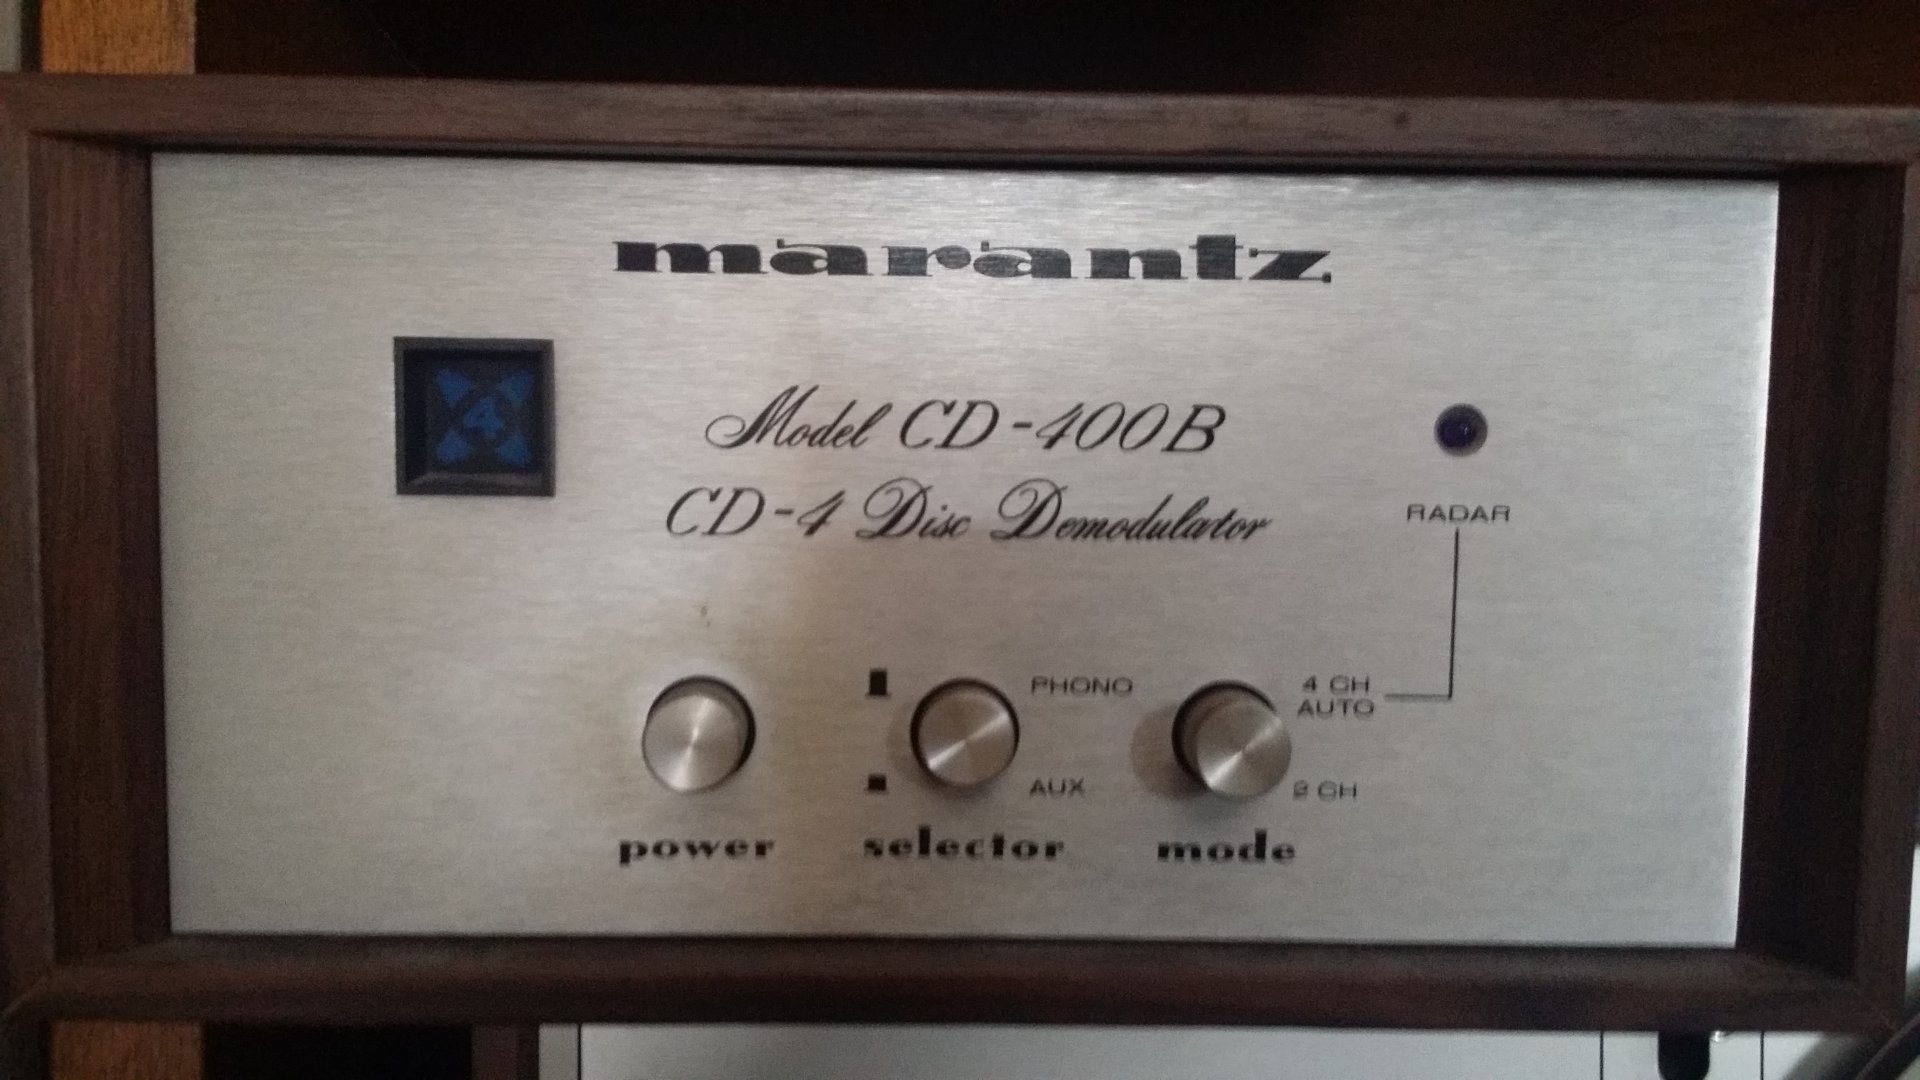 marantz
4
Model CD-400B
CD-4 Disc Demodulator
RADAR
PHONO
4 CH
AUTO
AUX
2 CH
power
selector
mode